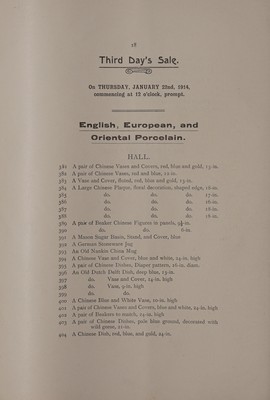 18
Third Day's Sale.
On THURSDAY, JANUARY 22nd, 1914,
commencing at 12 o'clock, prompt.
English, European, and
Oriental Porcelain.
HALL.
381 A pair of Chinese Vases and Covers, red, blue and gold, 15-in.
382 A pair of Chinese Vases, red and blue, 12-in.
383 A Vase and Cover, fluted, red, blue and gold, 13-in.
384 A Large Chinese Plaque, floral decoration, shaped edge, 16-in.
385 do. do. do. 17-in.
386 do. do. do. 16-in.
387 do. do. do. 16-in.
388 do. do. do. 16-in.
389 A pair of Beaker Chinese Figures in panels, 9½-in.
390 do. do. 6-in.
391 A Mason Sugar Basin, Stand, and Cover, blue
392 A German Stoneware Jug
393 An Old Nankin China Mug
394 A Chinese Vase and Cover, blue and white, 14-in. high
395 A pair of Chinese Dishes, Diaper pattern, 16-in. diam.
396 An Old Dutch Delft Dish, deep blue, 13-in.
397 do. Vase and Cover, 14-in. high
398 do. Vase, 9-in. high
399 do. do.
400 A Chinese Blue and White Vase, 10-in. high
401 A pair of Chinese Vases and Covers, blue and white, 24-in. high
402 A pair of Beakers to match, 24-in. high
403 A pair of Chinese Dishes, pale blue ground, decorated with
wild geese, 21-in.
404 A Chinese Dish, red, blue, and gold, 24-in.